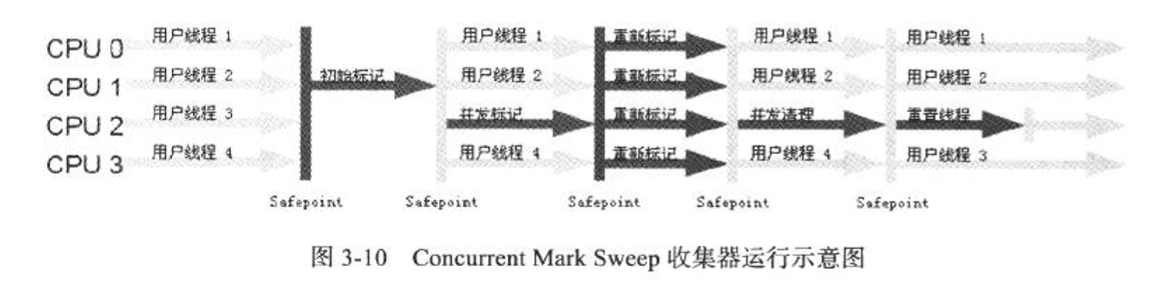 CPU 0 用户线程 1 用户线程 1 重新标记 用户线程 1 用户线程 1
CPU 1 用户线程 2 初始标记 用户线程 2 重新标记 用户线程 2 用户线程 2
CPU 2 用户线程 3 并发标记 重新标记 并发清理 重置线程
CPU 3 用户线程 4 用户线程 4 重新标记 用户线程 4 用户线程 3
Safepoint Safepoint Safepoint Safepoint Safepoint
图 3-10 Concurrent Mark Sweep 收集器运行示意图